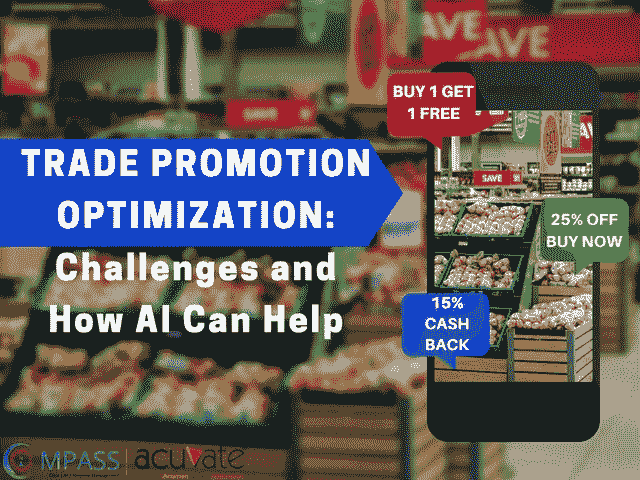 SAVE
AVE
BUY 1 GET
1 FREE
TRADE PROMOTION
OPTIMIZATION:
Challenges and
How AI Can Help
SAVE
25% OFF
BUY NOW
15%
CASH
BACK
MPASS
acuvate